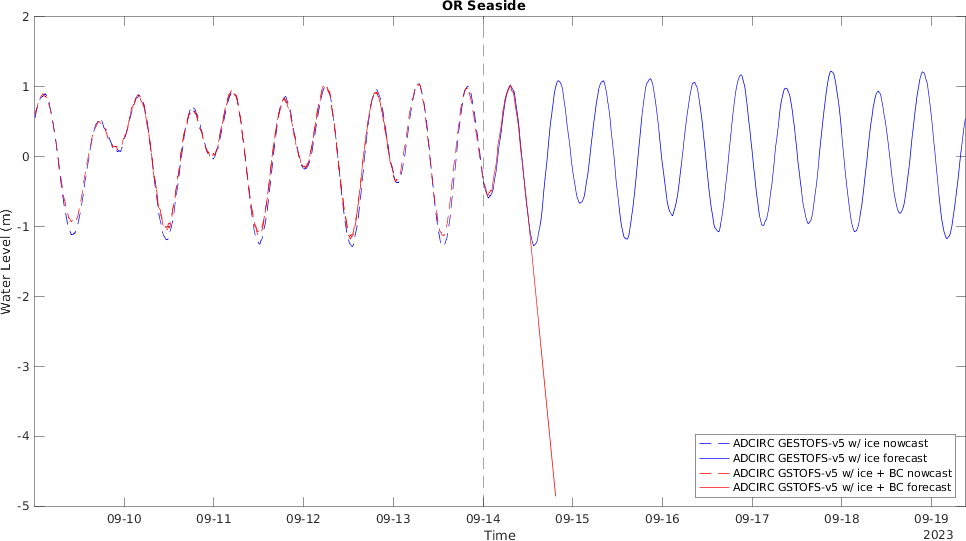 OR Seaside
2
1
0
-1
-2
-3
-4
-5
Water Level (m)
ADCIRC GESTOFS-v5 w/ ice nowcast
ADCIRC GESTOFS-v5 w/ ice forecast
ADCIRC GSTOFS-v5 w/ ice + BC nowcast
ADCIRC GSTOFS-v5 w/ ice + BC forecast
09-10 09-11 09-12 09-13 09-14 09-15 09-16 09-17 09-18 09-19
Time
2023